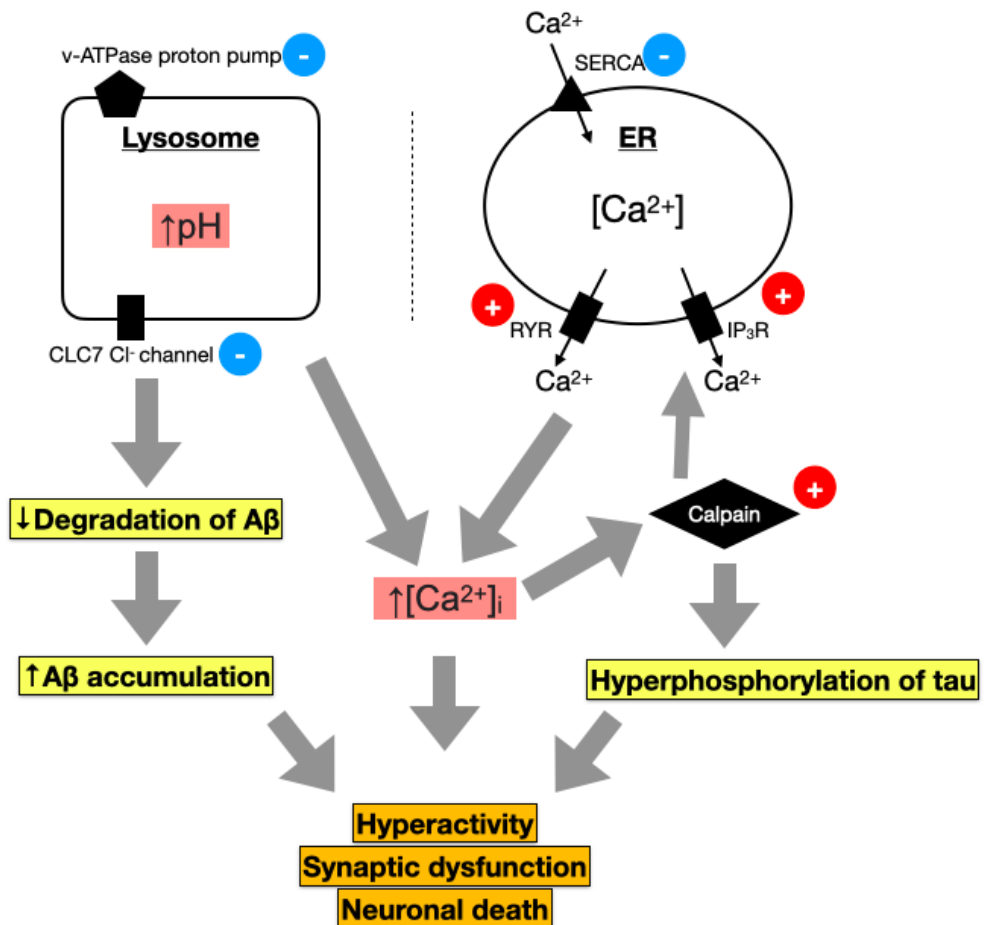 v-ATPase proton pump
-
Lysosome
↑pH
CLC7 Cl⁻ channel
-
Ca²⁺
SERCA
-
ER
[Ca²⁺]
+
RYR
+
IP₃R
Ca²⁺
Ca²⁺
↓Degradation of Aβ
Calpain
+
↑[Ca²⁺]ᵢ
↑Aβ accumulation
Hyperphosphorylation of tau
Hyperactivity
Synaptic dysfunction
Neuronal death